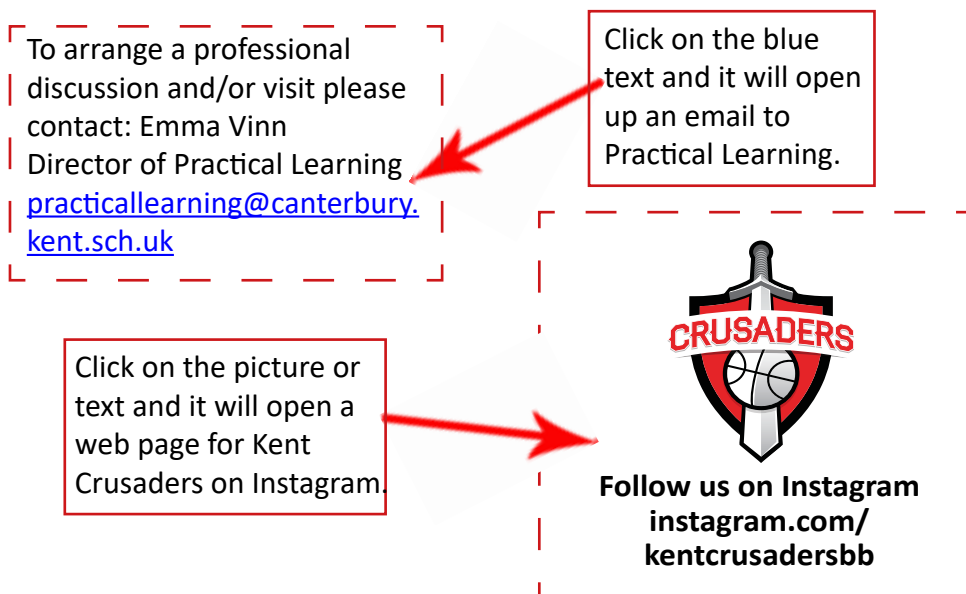 To arrange a professional
discussion and/or visit please
contact: Emma Vinn
Director of Practical Learning
practicallearning@canterbury.
kent.sch.uk
Click on the blue
text and it will open
up an email to
Practical Learning.
Click on the picture or
text and it will open a
web page for Kent
Crusaders on Instagram.
CRUSADERS
Follow us on Instagram
instagram.com/
kentcrusadersbb